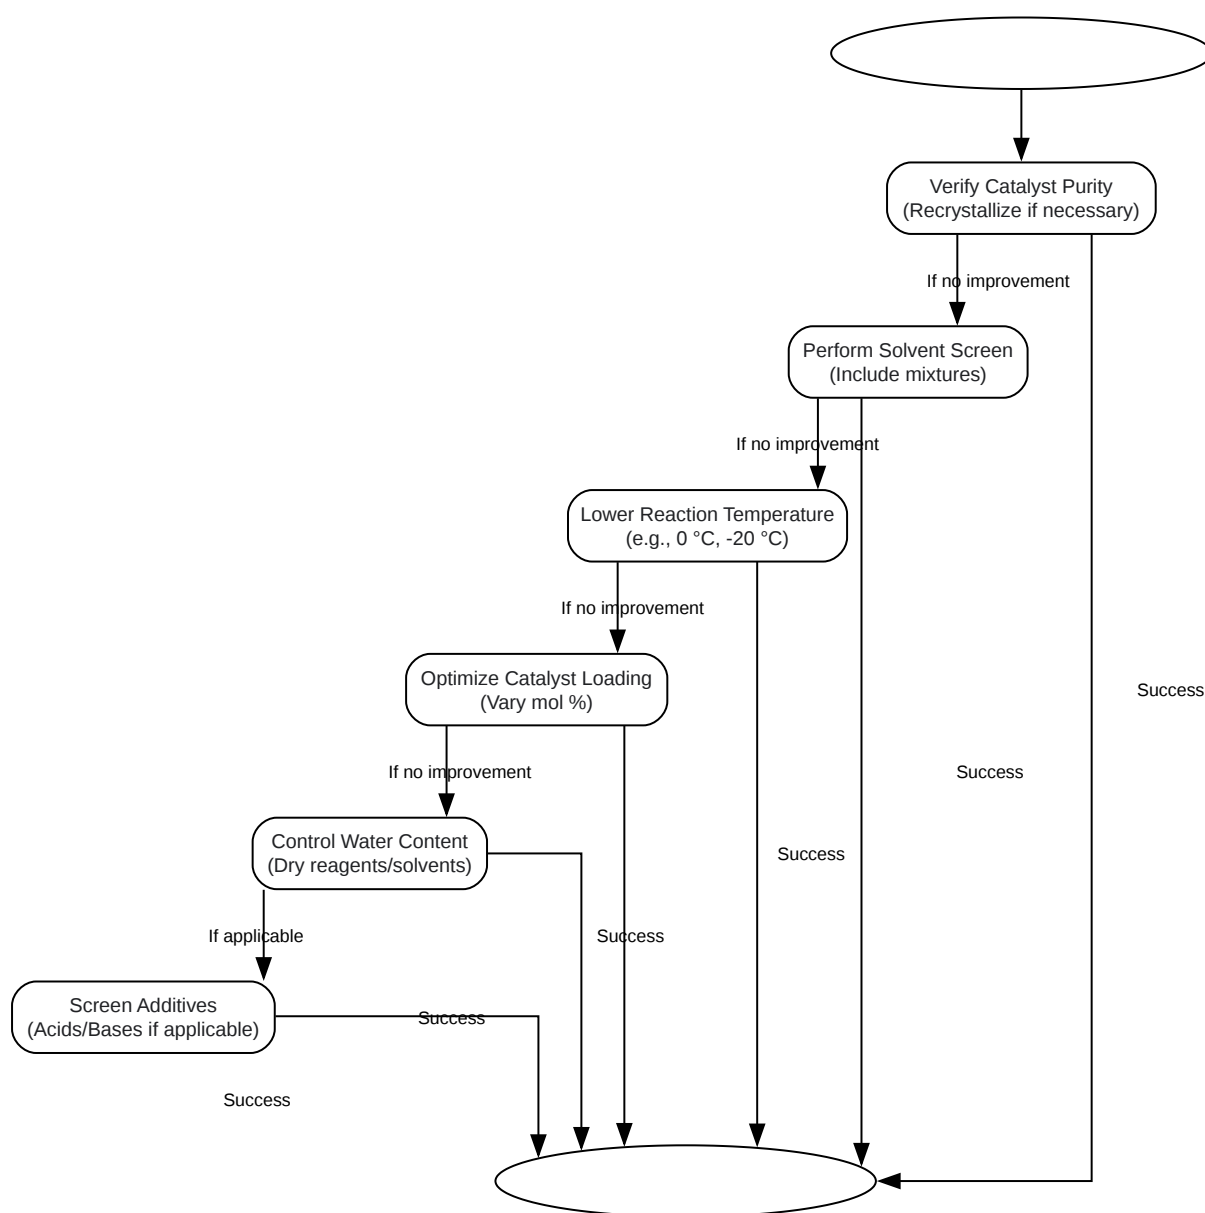 Verify Catalyst Purity
(Recrystallize if necessary)
If no improvement
Perform Solvent Screen
(Include mixtures)
If no improvement
Lower Reaction Temperature
(e.g., 0 °C, -20 °C)
If no improvement
Optimize Catalyst Loading
(Vary mol %)
Success
If no improvement
Success
Control Water Content
(Dry reagents/solvents)
Success
If applicable
Success
Screen Additives
(Acids/Bases if applicable)
Success
Success